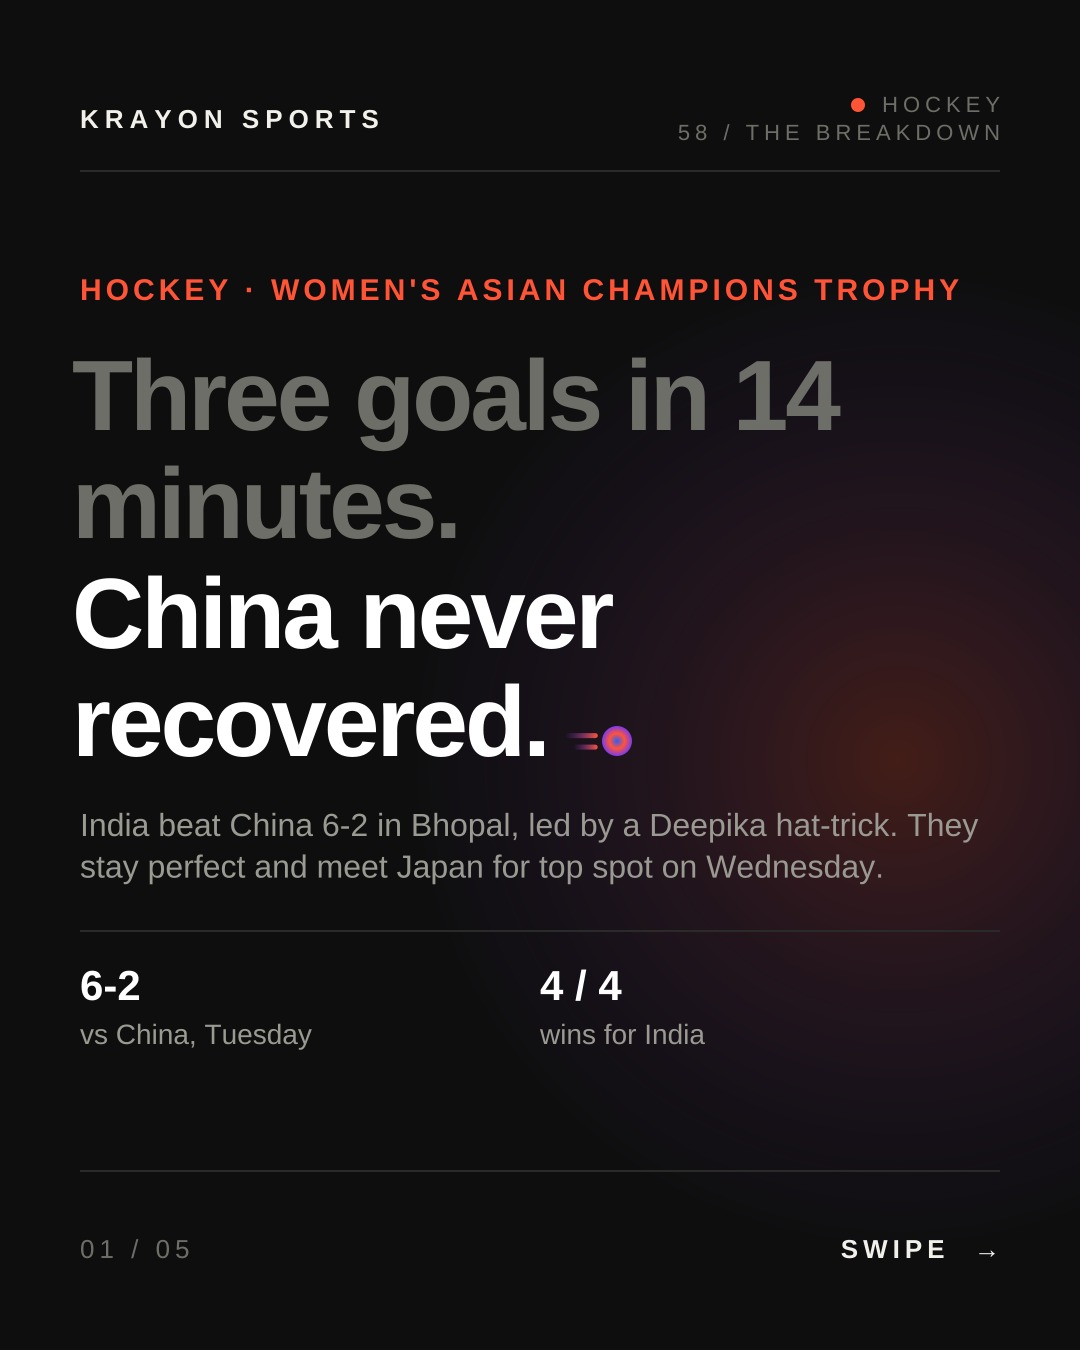 KRAYON SPORTS
HOCKEY
58 / THE BREAKDOWN
HOCKEY · WOMEN'S ASIAN CHAMPIONS TROPHY
Three goals in 14
minutes.
China never
recovered.
India beat China 6-2 in Bhopal, led by a Deepika hat-trick. They
stay perfect and meet Japan for top spot on Wednesday.
6-2
vs China, Tuesday
4 / 4
wins for India
01 / 05
SWIPE →